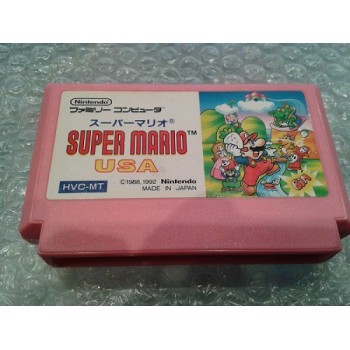 Nintendo
ファミリー コンピュータ
スーパーマリオ®
SUPER MARIO™
USA
HVC-MT
©1988,1992 Nintendo
MADE IN JAPAN